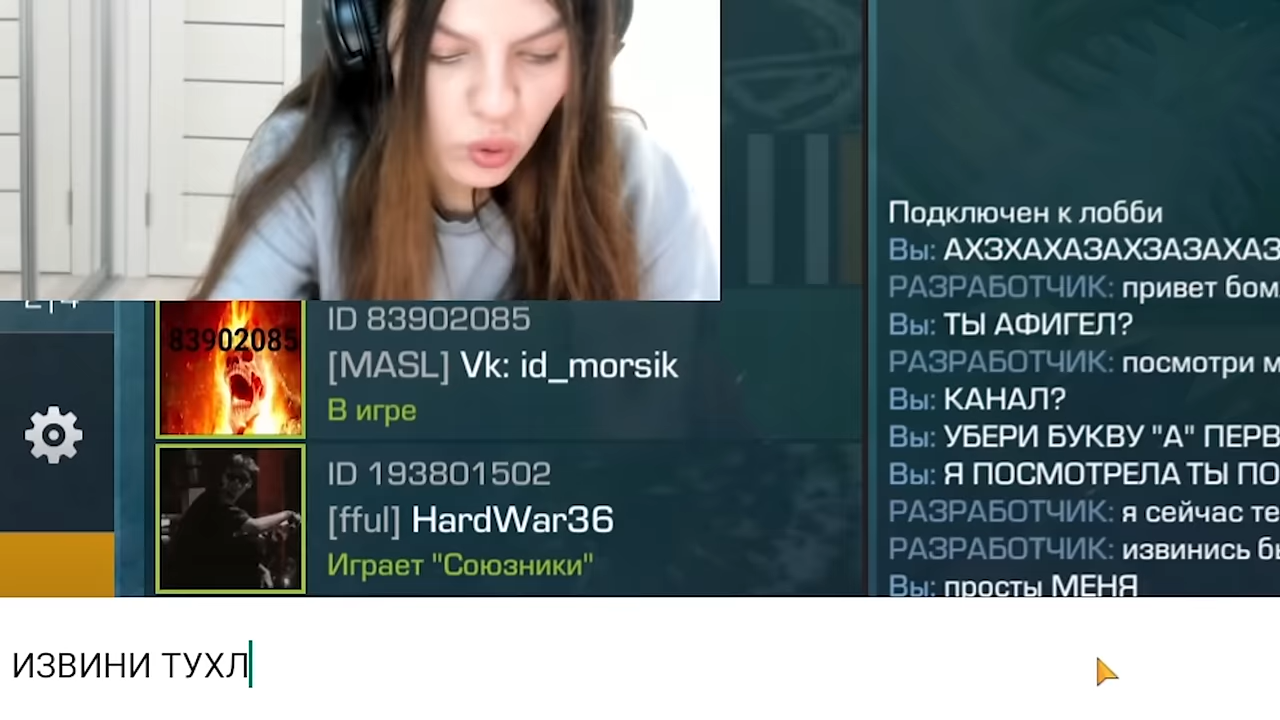 83902085
ID 83902085
[MASL] Vk: id_morsik
В игре
ID 193801502
[fful] HardWar36
Играет "Союзники"
Подключен к лобби
Вы: АХЗХАХАЗАХЗАЗАХАЗ
РАЗРАБОТЧИК: привет бом
Вы: ТЫ АФИГЕЛ?
РАЗРАБОТЧИК: посмотри м
Вы: КАНАЛ?
Вы: УБЕРИ БУКВУ "А" ПЕРВ
Вы: Я ПОСМОТРЕЛА ТЫ ПО
РАЗРАБОТЧИК: я сейчас те
РАЗРАБОТЧИК: извинись бы
Вы: просты МЕНЯ
ИЗВИНИ ТУХЛ